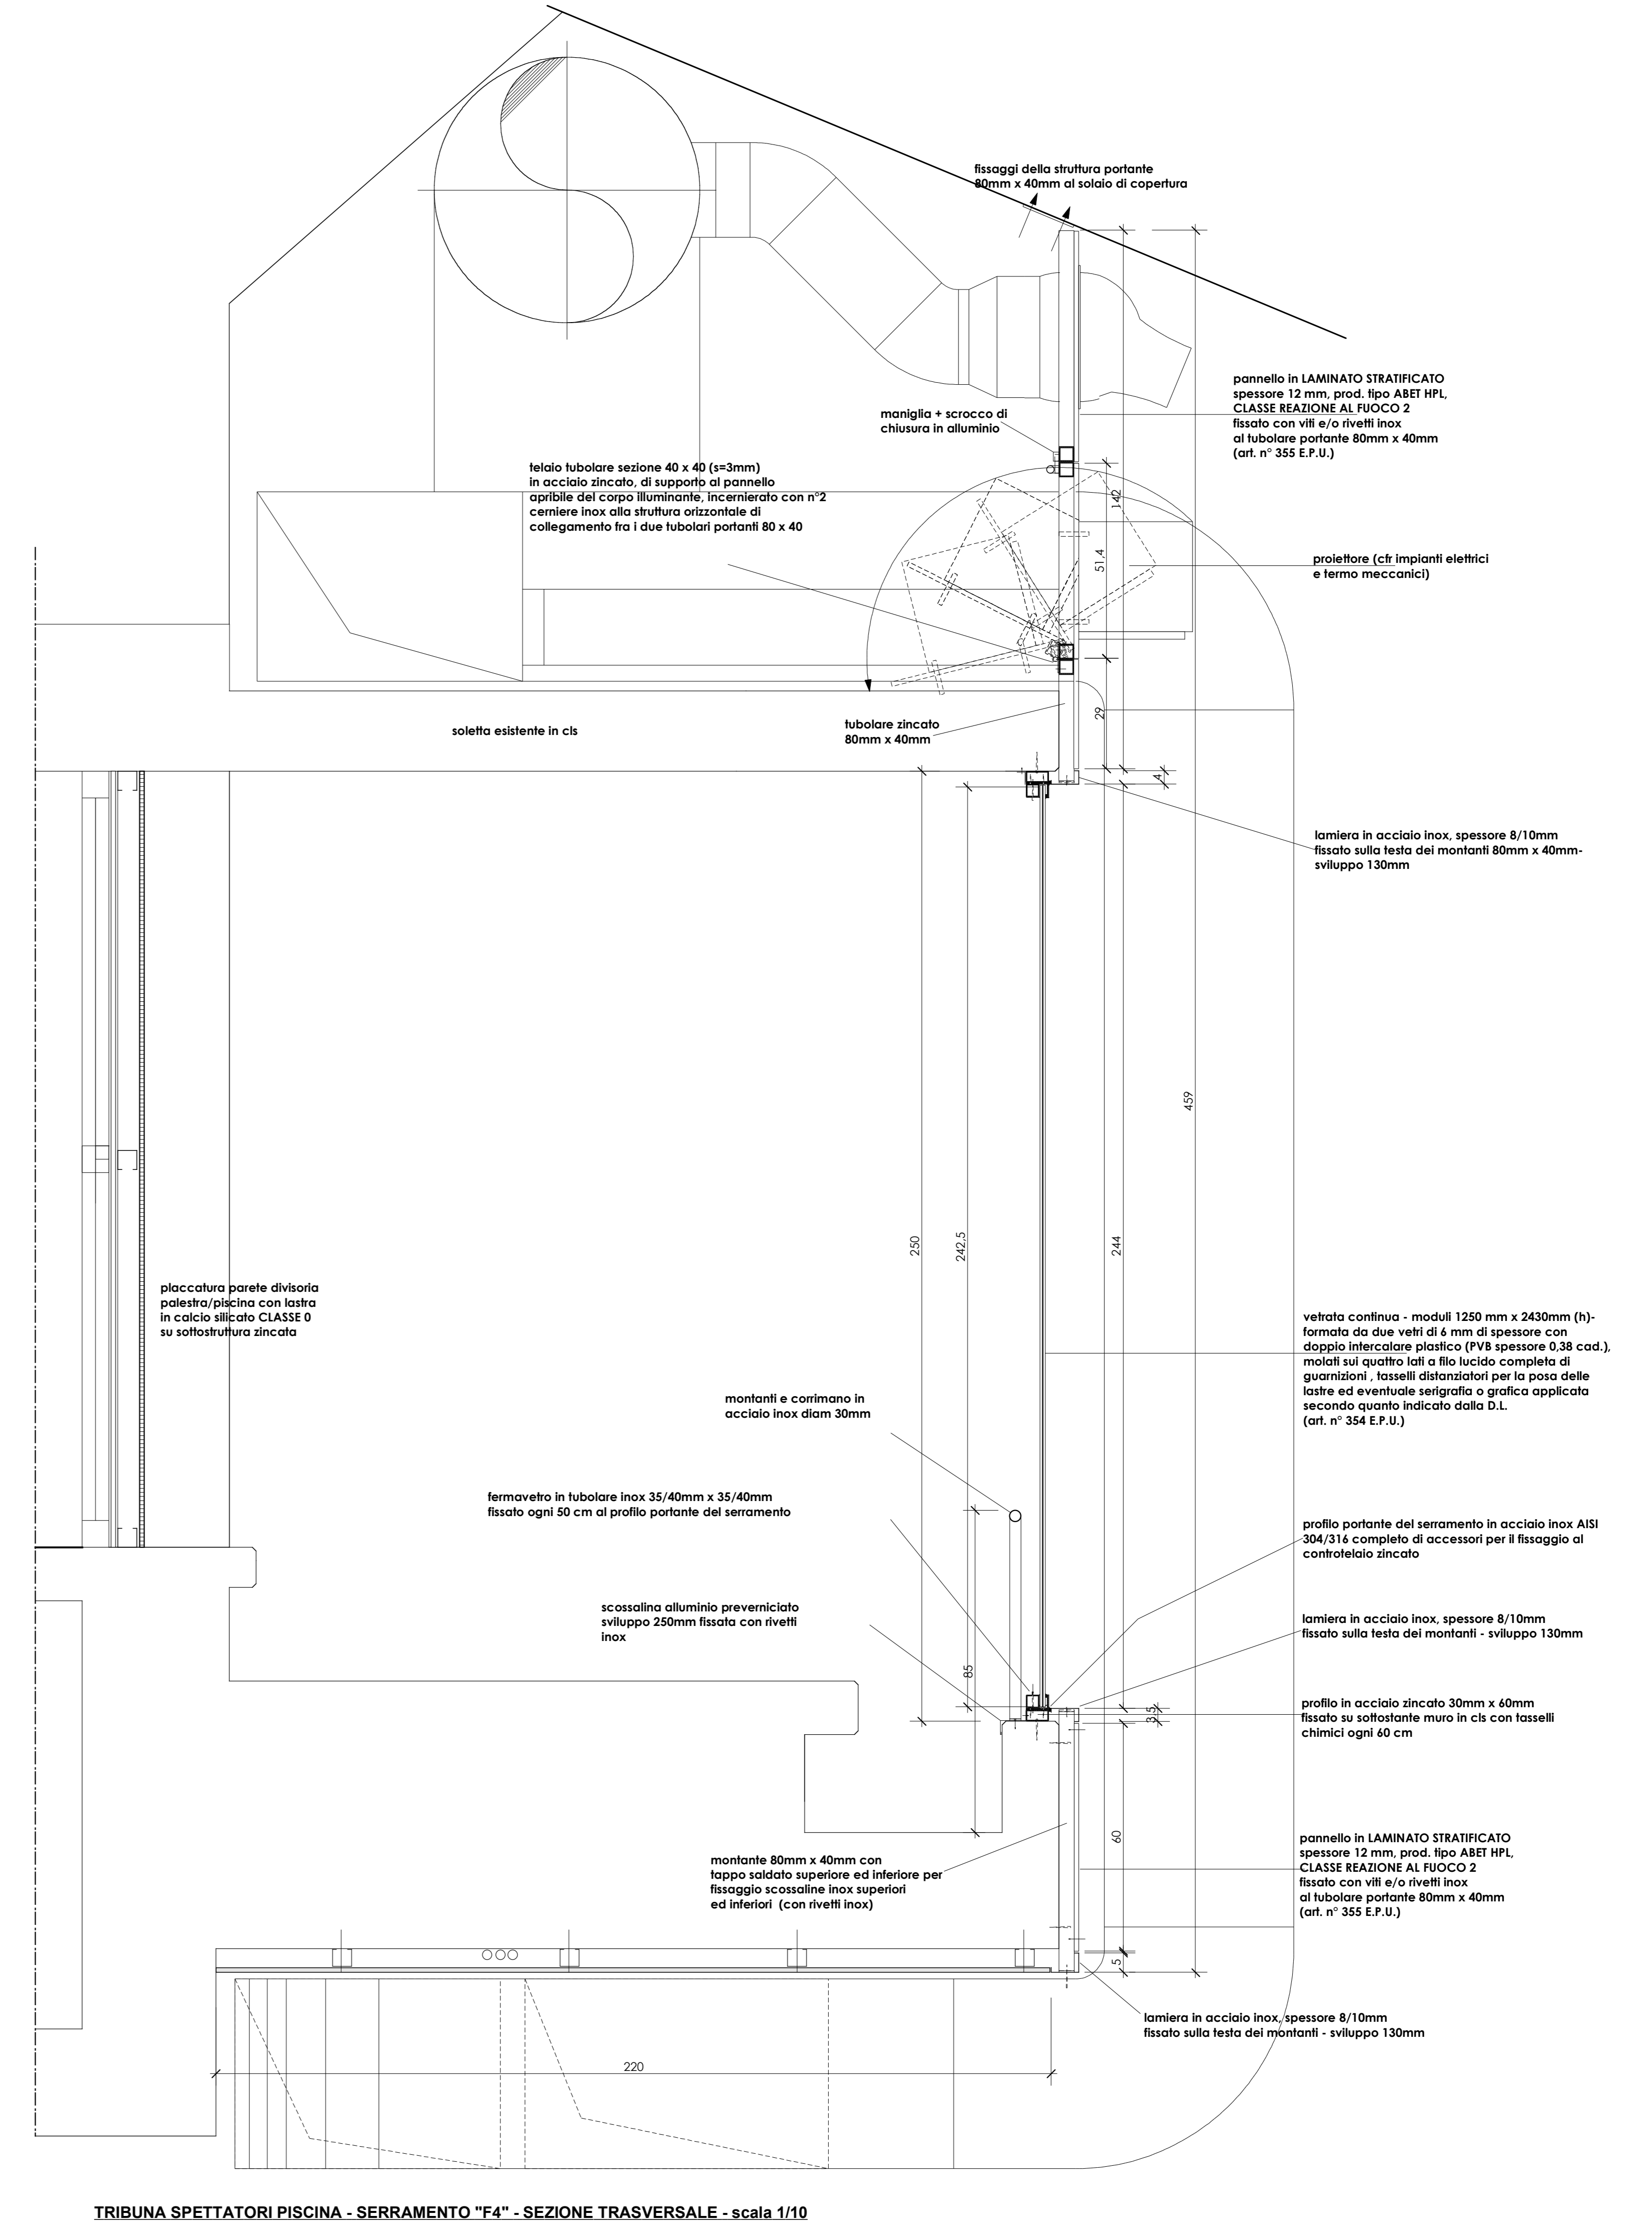 fissaggi della struttura portante
80mm x 40mm al solaio di copertura
pannello in LAMINATO STRATIFICATO
spessore 12 mm, prod. tipo ABET HPL,
CLASSE REAZIONE AL FUOCO 2
fissato con viti e/o rivetti inox
al tubolare portante 80mm x 40mm
(art. n° 355 E.P.U.)
maniglia + scrocco di
chiusura in alluminio
telaio tubolare sezione 40 x 40 (s=3mm)
in acciaio zincato, di supporto al pannello
apribile del corpo illuminante, incernierato con n°2
cerniere inox alla struttura orizzontale di
collegamento fra i due tubolari portanti 80 x 40
142
51,4
proiettore (cfr impianti elettrici
e termo meccanici)
29
tubolare zincato
80mm x 40mm
soletta esistente in cls
4
lamiera in acciaio inox, spessore 8/10mm
fissato sulla testa dei montanti 80mm x 40mm-
sviluppo 130mm
459
250
242,5
244
placcatura parete divisoria
palestra/piscina con lastra
in calcio silicato CLASSE 0
su sottostruttura zincata
vetrata continua - moduli 1250 mm x 2430mm (h)-
formata da due vetri di 6 mm di spessore con
doppio intercalare plastico (PVB spessore 0,38 cad.),
molati sui quattro lati a filo lucido completa di
guarnizioni , tasselli distanziatori per la posa delle
lastre ed eventuale serigrafia o grafica applicata
secondo quanto indicato dalla D.L.
(art. n° 354 E.P.U.)
montanti e corrimano in
acciaio inox diam 30mm
fermavetro in tubolare inox 35/40mm x 35/40mm
fissato ogni 50 cm al profilo portante del serramento
profilo portante del serramento in acciaio inox AISI
304/316 completo di accessori per il fissaggio al
controtelaio zincato
scossalina alluminio preverniciato
sviluppo 250mm fissata con rivetti
inox
lamiera in acciaio inox, spessore 8/10mm
fissato sulla testa dei montanti - sviluppo 130mm
85
3,5
profilo in acciaio zincato 30mm x 60mm
fissato su sottostante muro in cls con tasselli
chimici ogni 60 cm
60
montante 80mm x 40mm con
tappo saldato superiore ed inferiore per
fissaggio scossaline inox superiori
ed inferiori (con rivetti inox)
pannello in LAMINATO STRATIFICATO
spessore 12 mm, prod. tipo ABET HPL,
CLASSE REAZIONE AL FUOCO 2
fissato con viti e/o rivetti inox
al tubolare portante 80mm x 40mm
(art. n° 355 E.P.U.)
5
lamiera in acciaio inox, spessore 8/10mm
fissato sulla testa dei montanti - sviluppo 130mm
220
TRIBUNA SPETTATORI PISCINA - SERRAMENTO "F4" - SEZIONE TRASVERSALE - scala 1/10